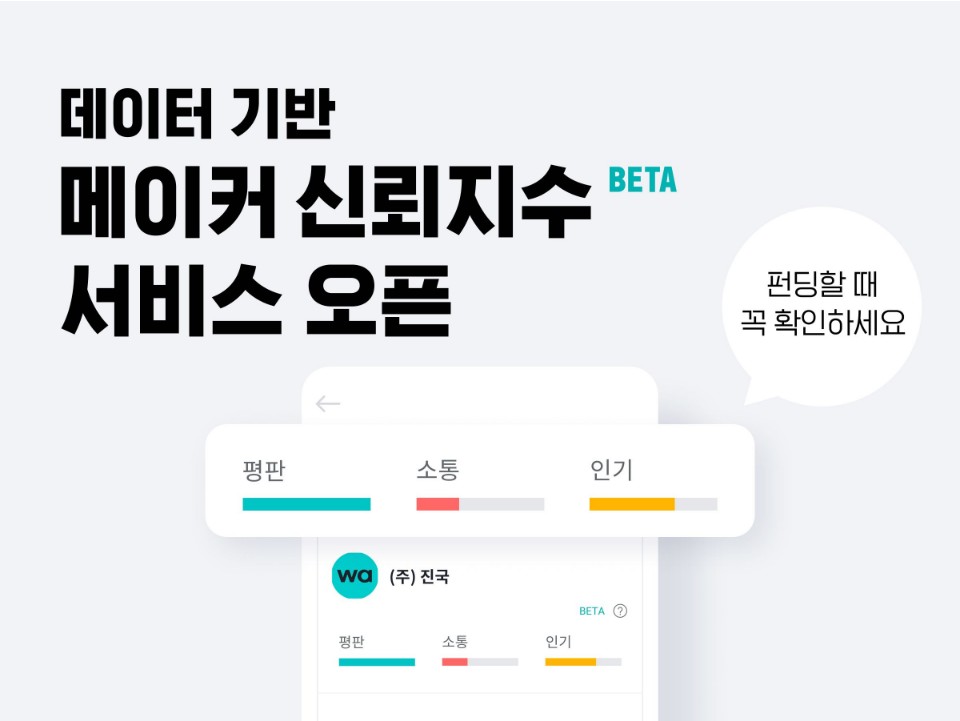 데이터 기반
메이커 신뢰지수 BETA
서비스 오픈
펀딩할 때
꼭 확인하세요
평판 소통 인기
wa (주) 진국
BETA ?
평판 소통 인기